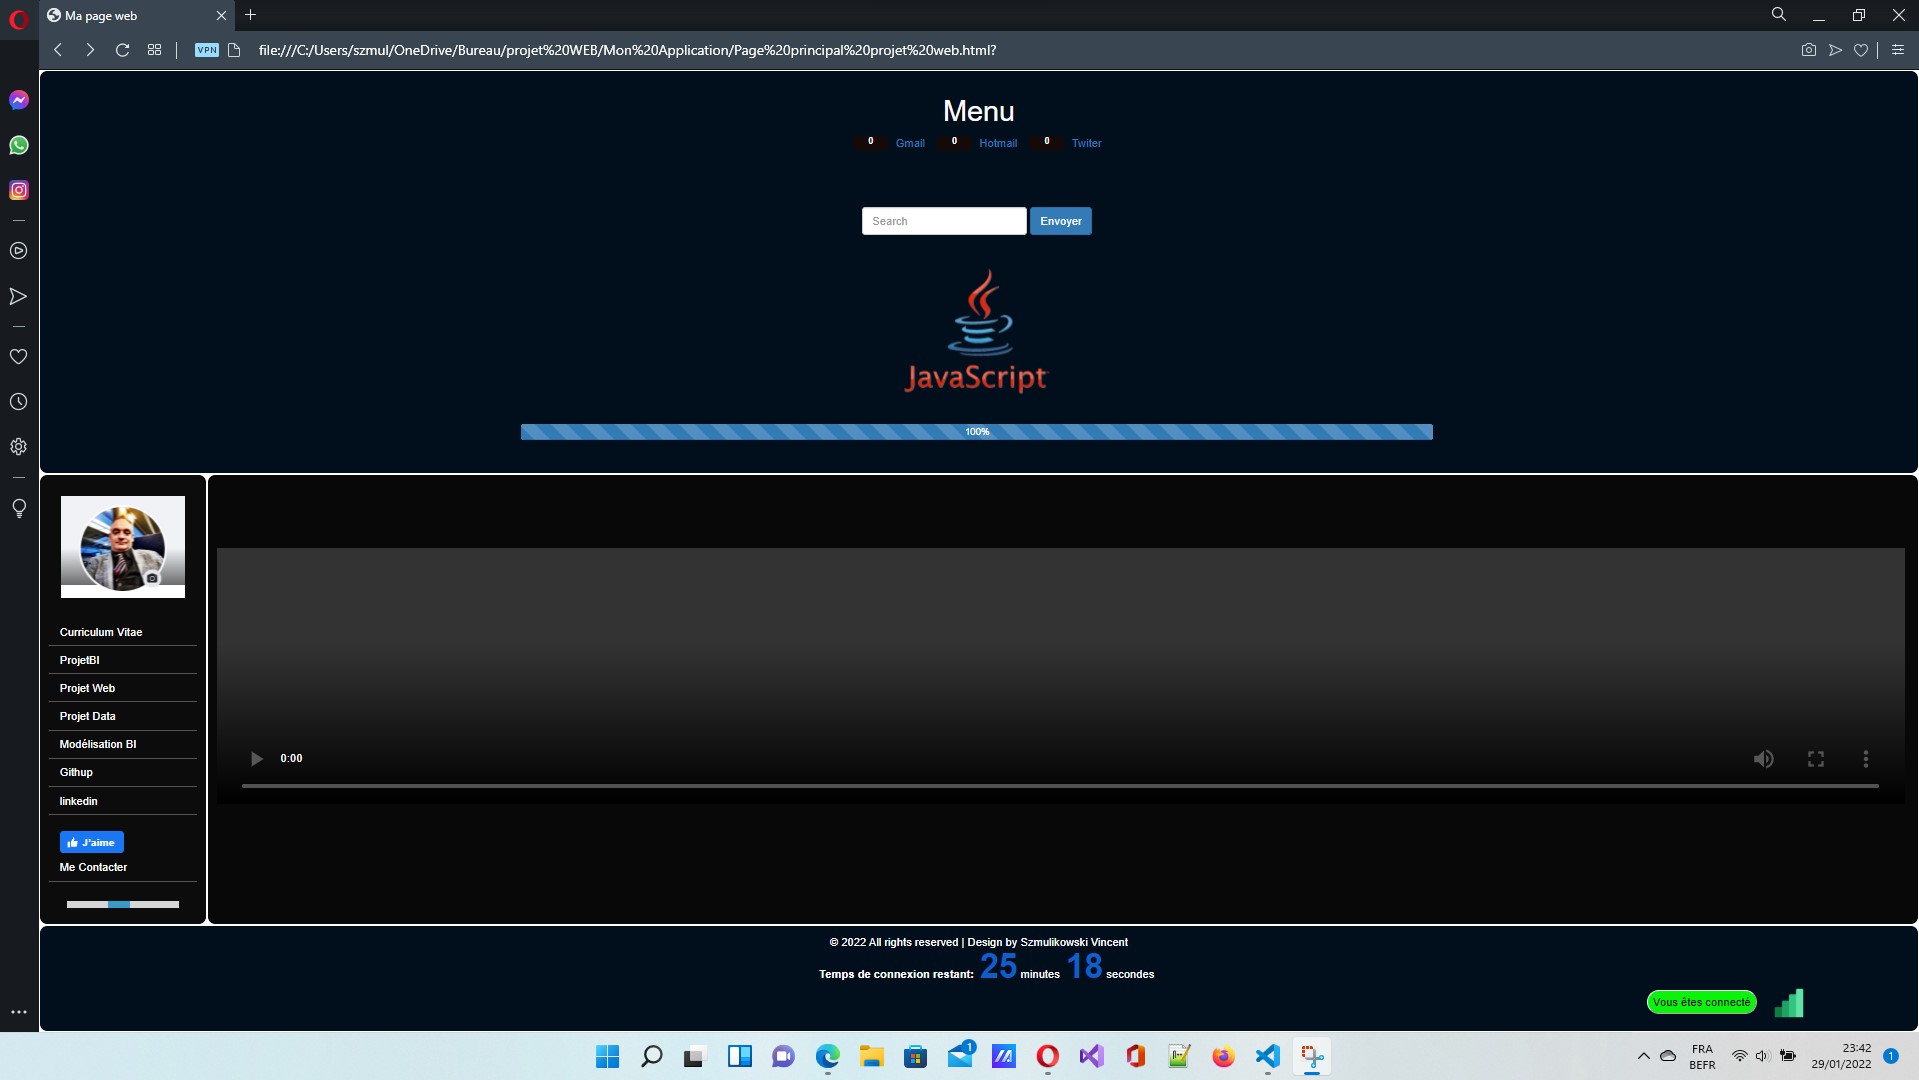 Ma page web
VPN
file:///C:/Users/szmul/OneDrive/Bureau/projet%20WEB/Mon%20Application/Page%20principal%20projet%20web.html?
Menu
0 Gmail 0 Hotmail 0 Twiter
Search Envoyer
JavaScript
100%
Curriculum Vitae
ProjetBI
Projet Web
Projet Data
Modélisation BI
Githup
linkedin
J'aime
Me Contacter
0:00
© 2022 All rights reserved | Design by Szmulikowski Vincent
Temps de connexion restant: 25 minutes 18 secondes
Vous êtes connecté
1
FRA
BEFR
23:42
29/01/2022
1